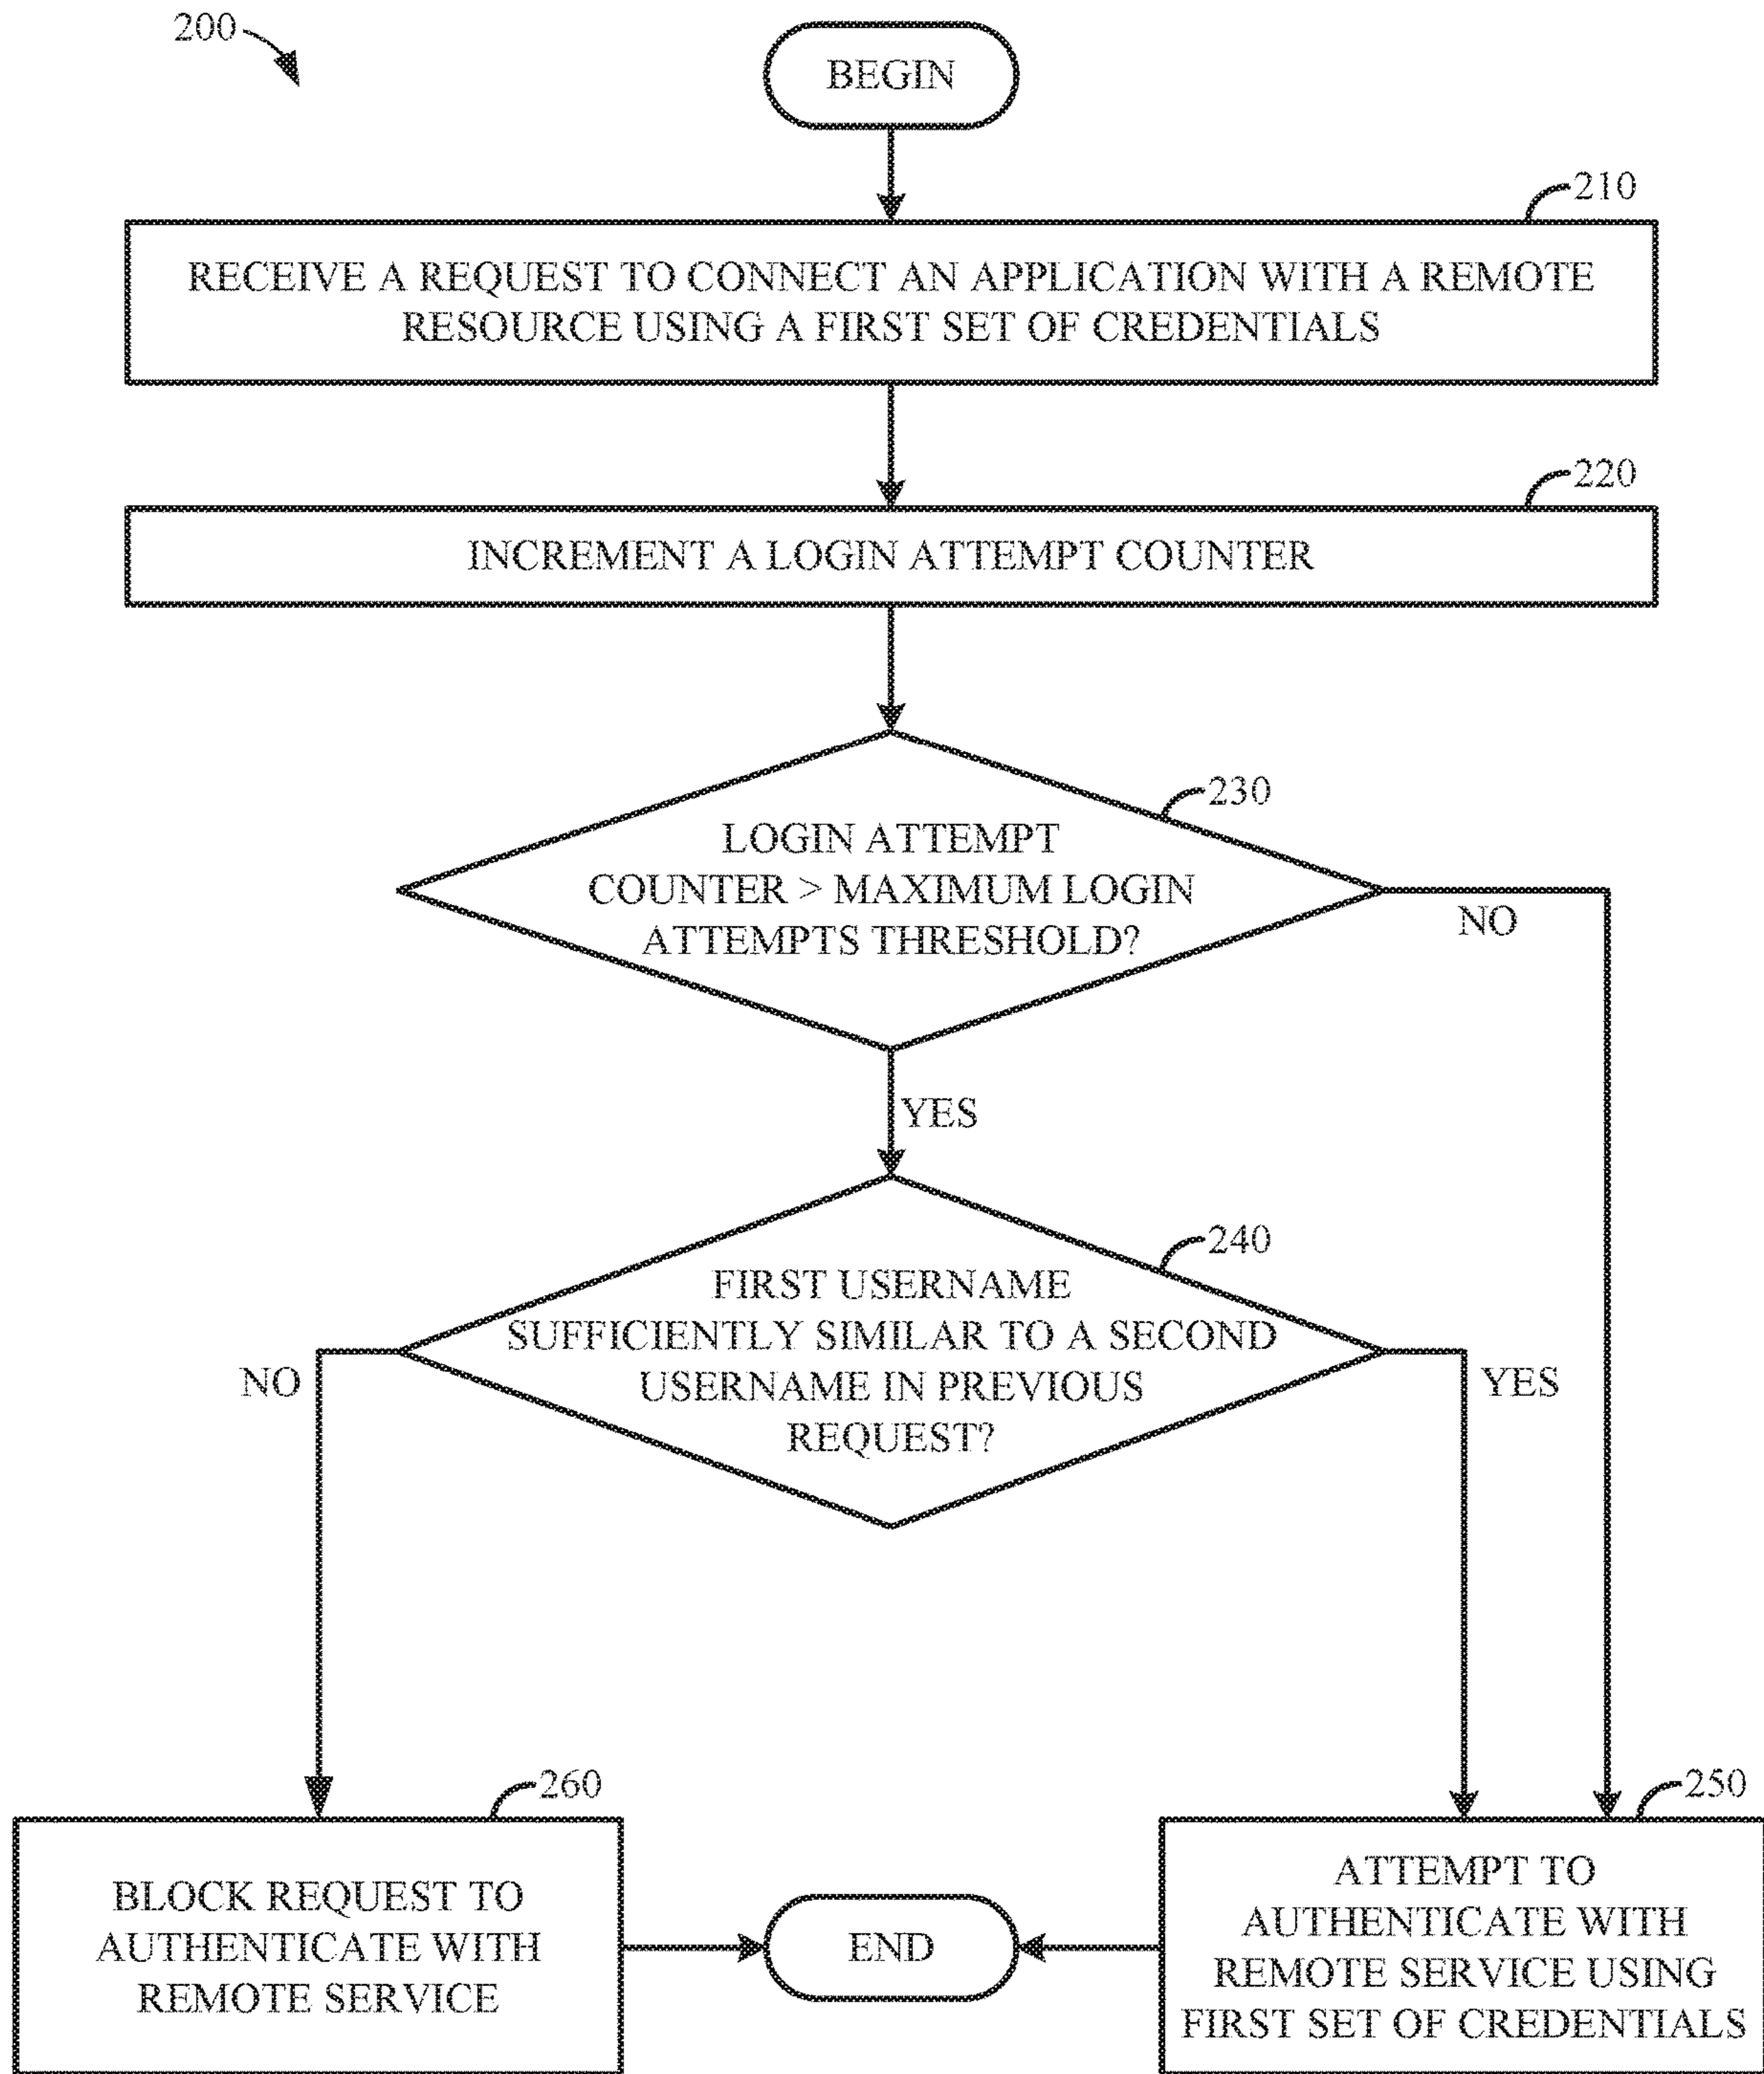 200
BEGIN
210
RECEIVE A REQUEST TO CONNECT AN APPLICATION WITH A REMOTE
RESOURCE USING A FIRST SET OF CREDENTIALS
220
INCREMENT A LOGIN ATTEMPT COUNTER
230
LOGIN ATTEMPT
COUNTER > MAXIMUM LOGIN
ATTEMPTS THRESHOLD?
NO
YES
240
FIRST USERNAME
SUFFICIENTLY SIMILAR TO A SECOND
USERNAME IN PREVIOUS
REQUEST?
NO
YES
260
BLOCK REQUEST TO
AUTHENTICATE WITH
REMOTE SERVICE
END
250
ATTEMPT TO
AUTHENTICATE WITH
REMOTE SERVICE USING
FIRST SET OF CREDENTIALS